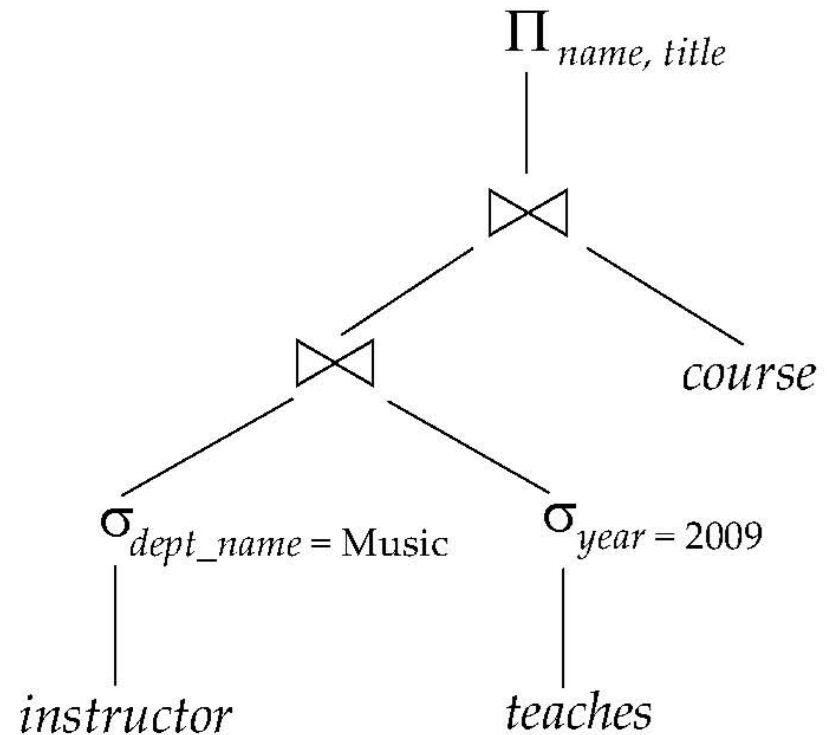 Π name, title
⋈
⋈
course
σ dept_name = Music
σ year = 2009
instructor
teaches